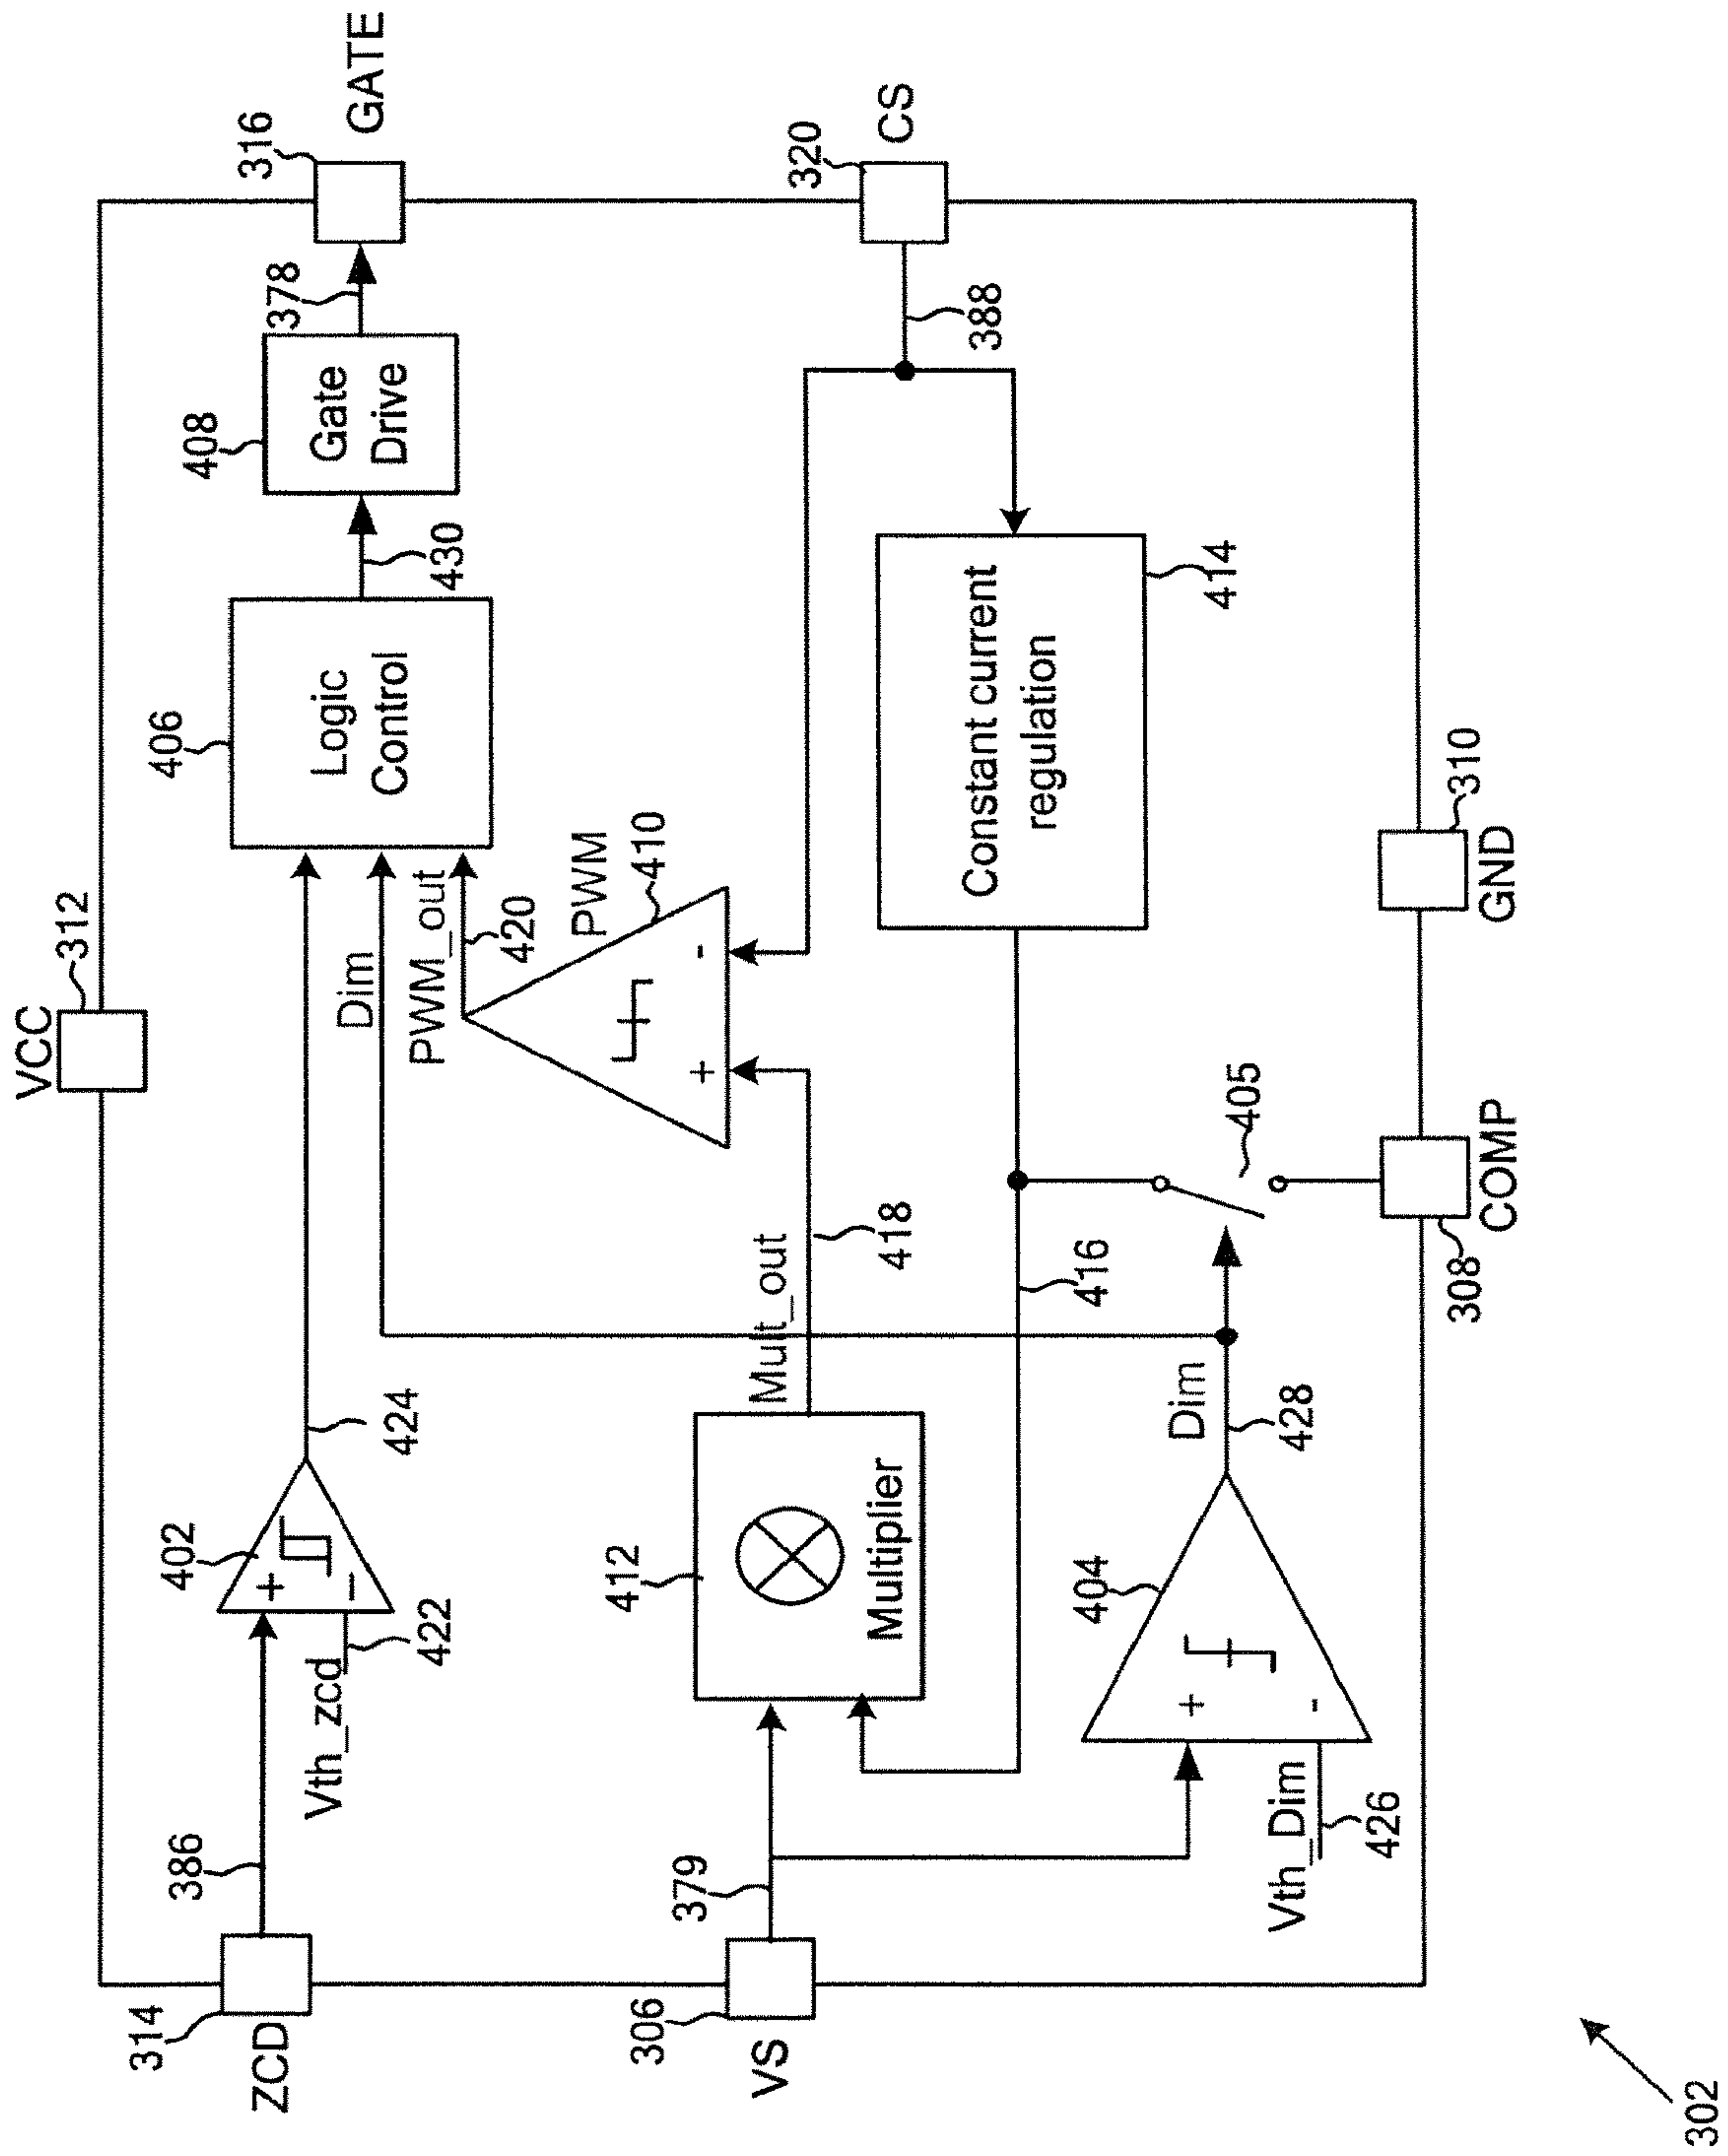 VCC
312
314
ZCD
386
402
+
-
Vth_zcd
422
424
406
Logic
Control
430
408
Gate
Drive
378
316
GATE
Dim
PWM_out
420
PWM
410
+
-
306
VS
379
412
Multiplier
Mult_out
418
320
CS
388
Constant current
regulation
414
416
404
+
-
Vth_Dim
426
Dim
428
405
308
COMP
310
GND
302